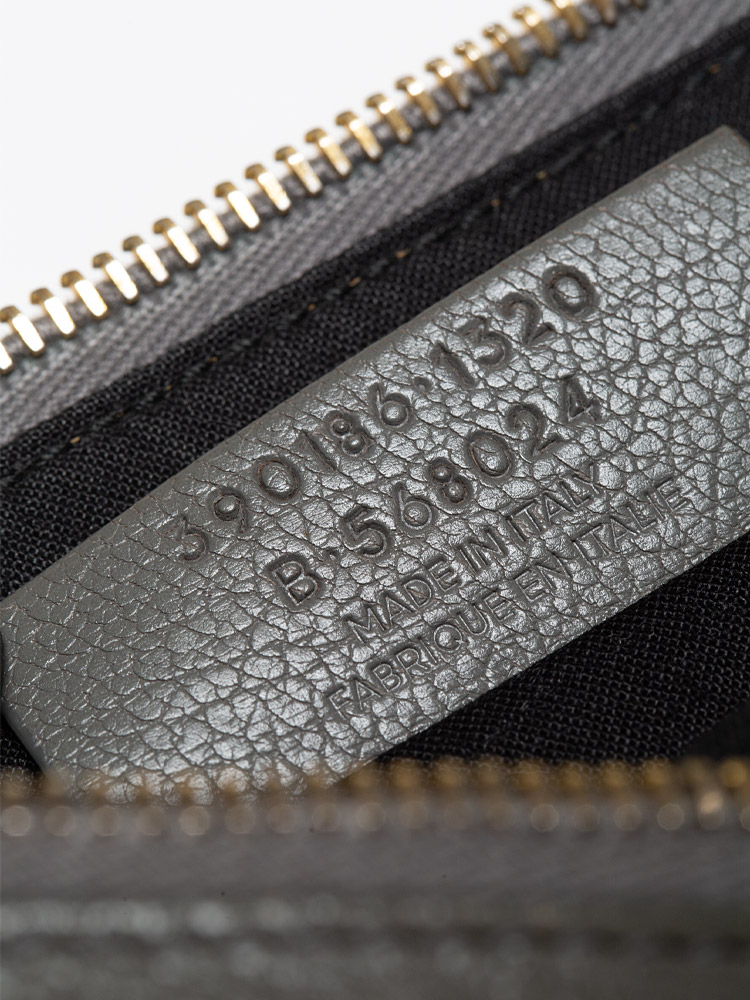 390186·1320
B·568024
MADE IN ITALY
FABRIQUE EN ITALIE